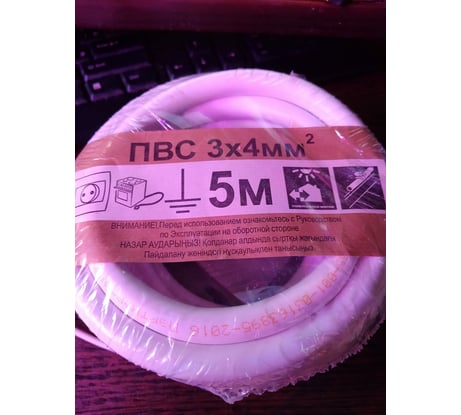 ПВС 3х4мм²
5м
ВНИМАНИЕ! Перед использованием ознакомьтесь с Руководством
по Эксплуатации на оборотной стороне.
НАЗАР АУДАРЫҢЫЗ! Қолданар алдында сыртқы жағындағы
Пайдалану жөніндегі нұсқаулықпен танысыңыз.